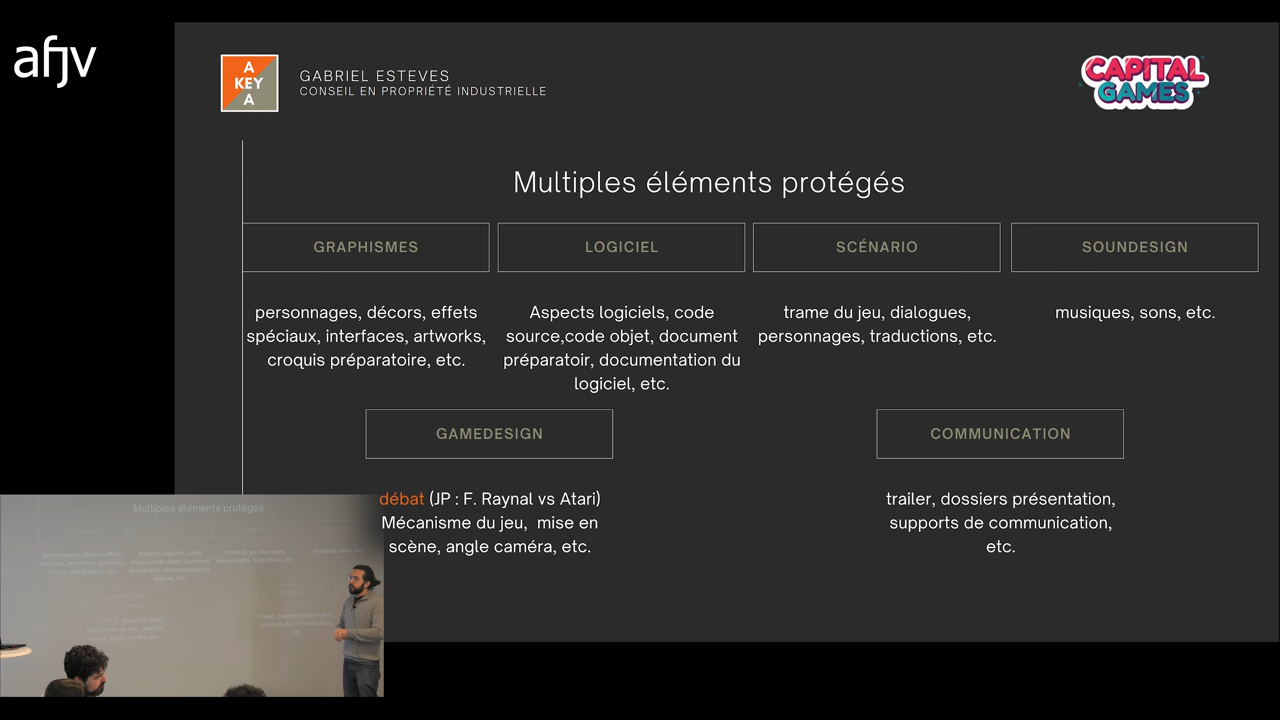 afjv
A
KEY
A
GABRIEL ESTEVES
CONSEIL EN PROPRIÉTÉ INDUSTRIELLE
CAPITAL
GAMES
Multiples éléments protégés
GRAPHISMES
personnages, décors, effets
spéciaux, interfaces, artworks,
croquis préparatoire, etc.
LOGICIEL
Aspects logiciels, code
source,code objet, document
préparatoir, documentation du
logiciel, etc.
SCÉNARIO
trame du jeu, dialogues,
personnages, traductions, etc.
SOUNDESIGN
musiques, sons, etc.
GAMEDESIGN
débat (JP : F. Raynal vs Atari)
Mécanisme du jeu, mise en
scène, angle caméra, etc.
COMMUNICATION
trailer, dossiers présentation,
supports de communication,
etc.
Multiples éléments protégés